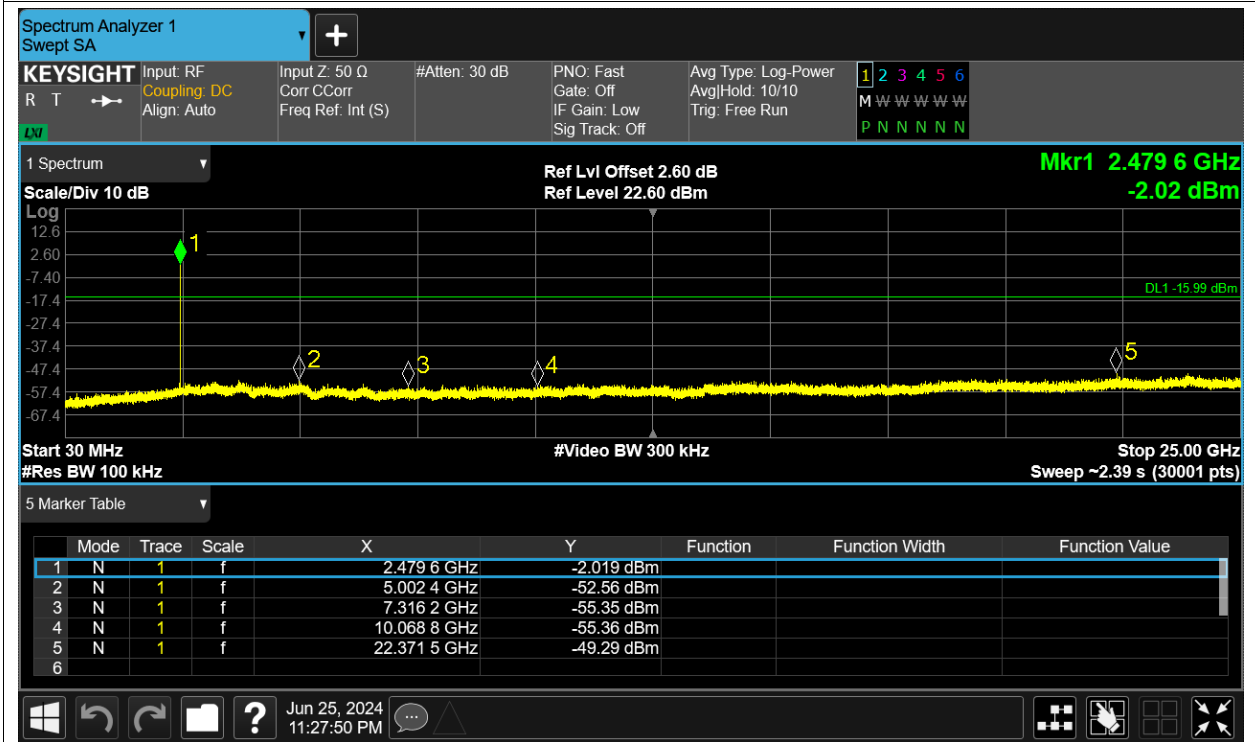 Spectrum Analyzer 1
Swept SA
+
KEYSIGHT
R T
LXI
Input: RF
Coupling: DC
Align: Auto
Input Z: 50 Ω
Corr CCorr
Freq Ref: Int (S)
#Atten: 30 dB
PNO: Fast
Gate: Off
IF Gain: Low
Sig Track: Off
Avg Type: Log-Power
Avg|Hold: 10/10
Trig: Free Run
1 2 3 4 5 6
M W W W W W
P N N N N N
1 Spectrum
Scale/Div 10 dB
Ref Lvl Offset 2.60 dB
Ref Level 22.60 dBm
Mkr1 2.479 6 GHz
-2.02 dBm
Log
12.6
2.60
-7.40
-17.4
-27.4
-37.4
-47.4
-57.4
-67.4
1
2
3
4
5
DL1 -15.99 dBm
Start 30 MHz
#Res BW 100 kHz
#Video BW 300 kHz
Stop 25.00 GHz
Sweep ~2.39 s (30001 pts)
5 Marker Table
Mode Trace Scale X Y Function Function Width Function Value
1 N 1 f 2.479 6 GHz -2.019 dBm
2 N 1 f 5.002 4 GHz -52.56 dBm
3 N 1 f 7.316 2 GHz -55.35 dBm
4 N 1 f 10.068 8 GHz -55.36 dBm
5 N 1 f 22.371 5 GHz -49.29 dBm
6
?
Jun 25, 2024
11:27:50 PM